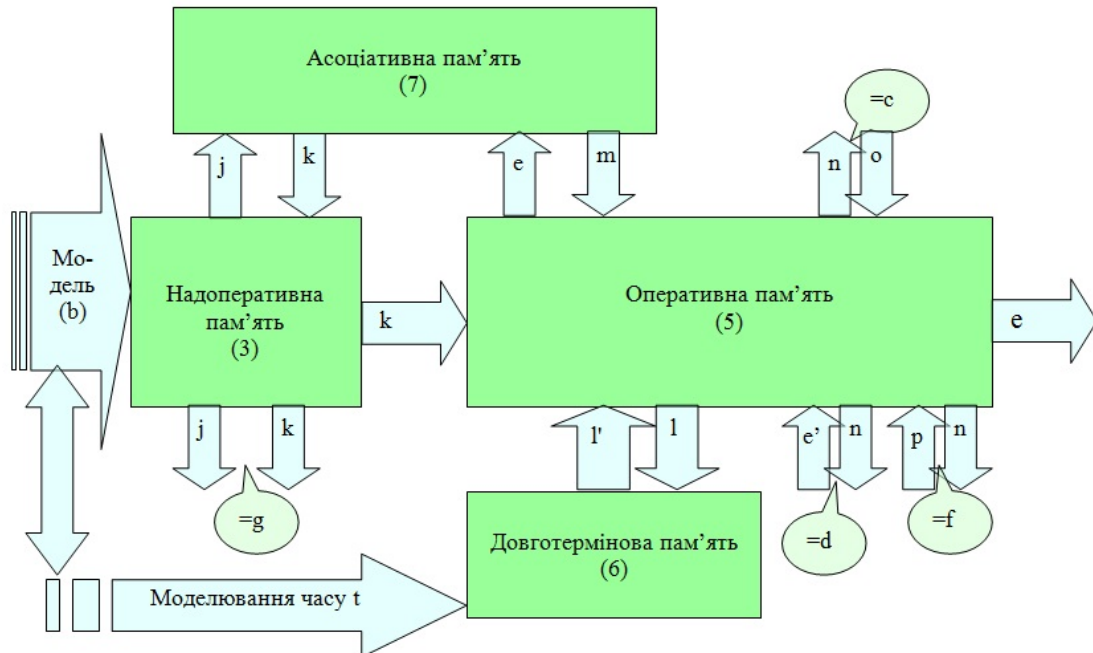 Асоціативна пам’ять
(7)
=c
j
k
e
m
n
o
Мо-
дель
(b)
Надоперативна
пам’ять
(3)
k
Оперативна пам’ять
(5)
e
j
k
l'
l
e’
n
p
n
=g
=d
=f
Довготермінова пам’ять
(6)
Моделювання часу t